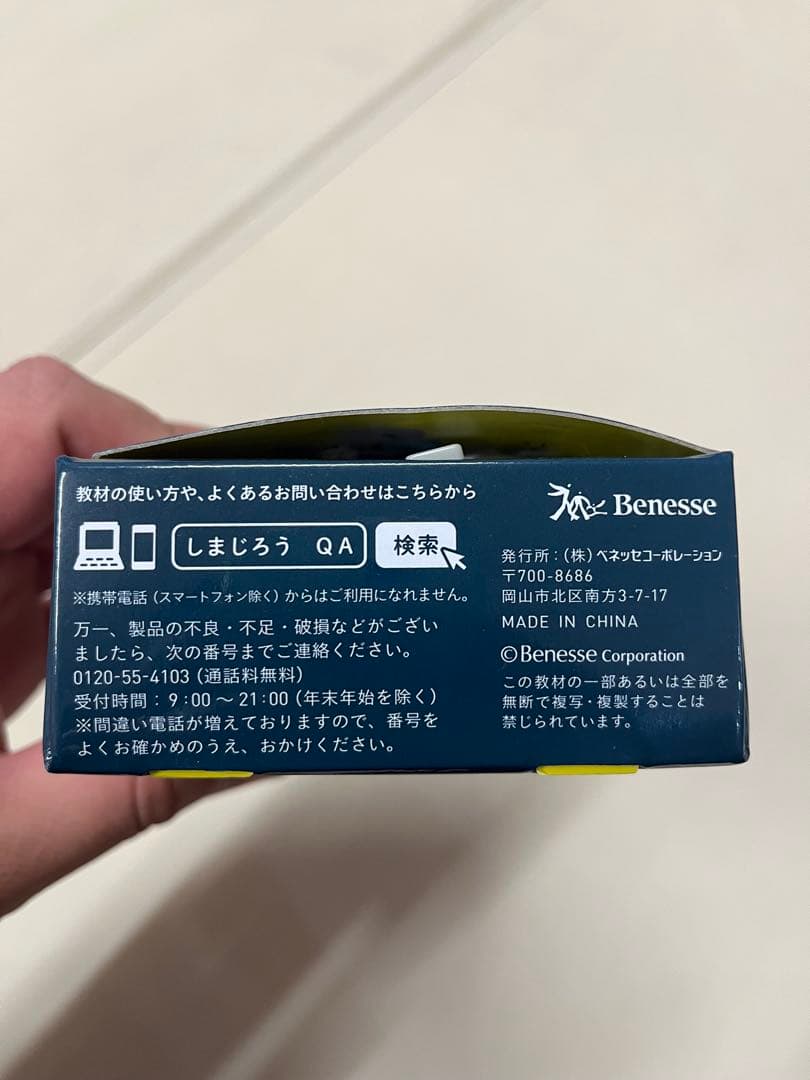 教材の使い方や、よくあるお問い合わせはこちらから
しまじろう QA 検索
※携帯電話（スマートフォン除く）からはご利用になれません。
万一、製品の不良・不足・破損などがござい
ましたら、次の番号までご連絡ください。
0120-55-4103（通話料無料）
受付時間：9:00～21:00（年末年始を除く）
※間違い電話が増えておりますので、番号を
よくお確かめのうえ、おかけください。
Benesse
発行所：(株)ベネッセコーポレーション
〒700-8686
岡山市北区南方3-7-17
MADE IN CHINA
©Benesse Corporation
この教材の一部あるいは全部を
無断で複写・複製することは
禁じられています。